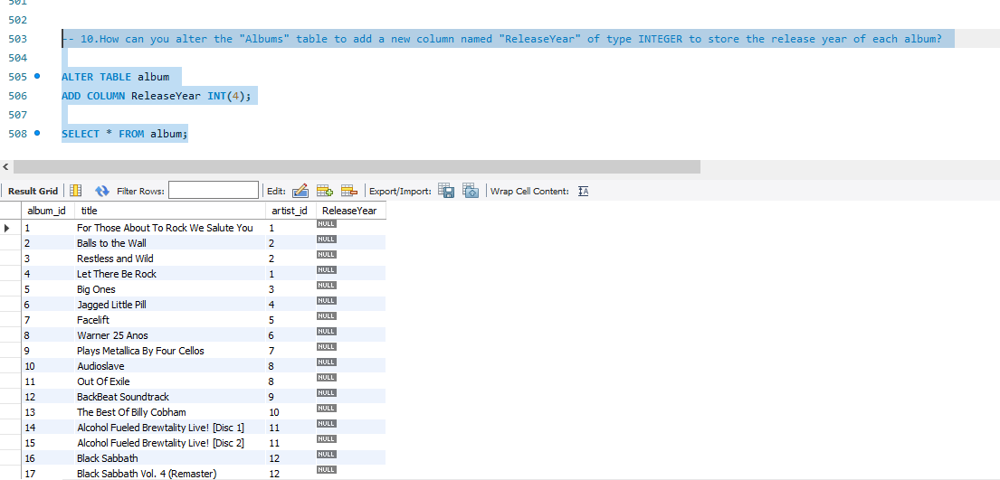 501
502
503 -- 10.How can you alter the "Albums" table to add a new column named "ReleaseYear" of type INTEGER to store the release year of each album?
504
505 ALTER TABLE album
506 ADD COLUMN ReleaseYear INT(4);
507
508 SELECT * FROM album;
Result Grid Filter Rows: Edit: Export/Import: Wrap Cell Content: IA
album_id title artist_id ReleaseYear
1 For Those About To Rock We Salute You 1 NULL
2 Balls to the Wall 2 NULL
3 Restless and Wild 2 NULL
4 Let There Be Rock 1 NULL
5 Big Ones 3 NULL
6 Jagged Little Pill 4 NULL
7 Facelift 5 NULL
8 Warner 25 Anos 6 NULL
9 Plays Metallica By Four Cellos 7 NULL
10 Audioslave 8 NULL
11 Out Of Exile 8 NULL
12 BackBeat Soundtrack 9 NULL
13 The Best Of Billy Cobham 10 NULL
14 Alcohol Fueled Brewtality Live! [Disc 1] 11 NULL
15 Alcohol Fueled Brewtality Live! [Disc 2] 11 NULL
16 Black Sabbath 12 NULL
17 Black Sabbath Vol. 4 (Remaster) 12 NULL